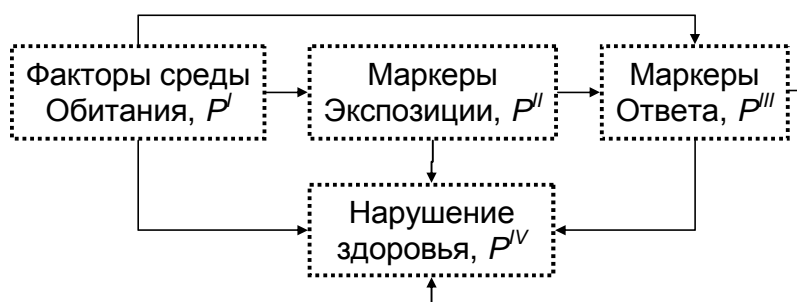 Факторы среды
Обитания, P^I
Маркеры
Экспозиции, P^II
Маркеры
Ответа, P^III
Нарушение
здоровья, P^IV